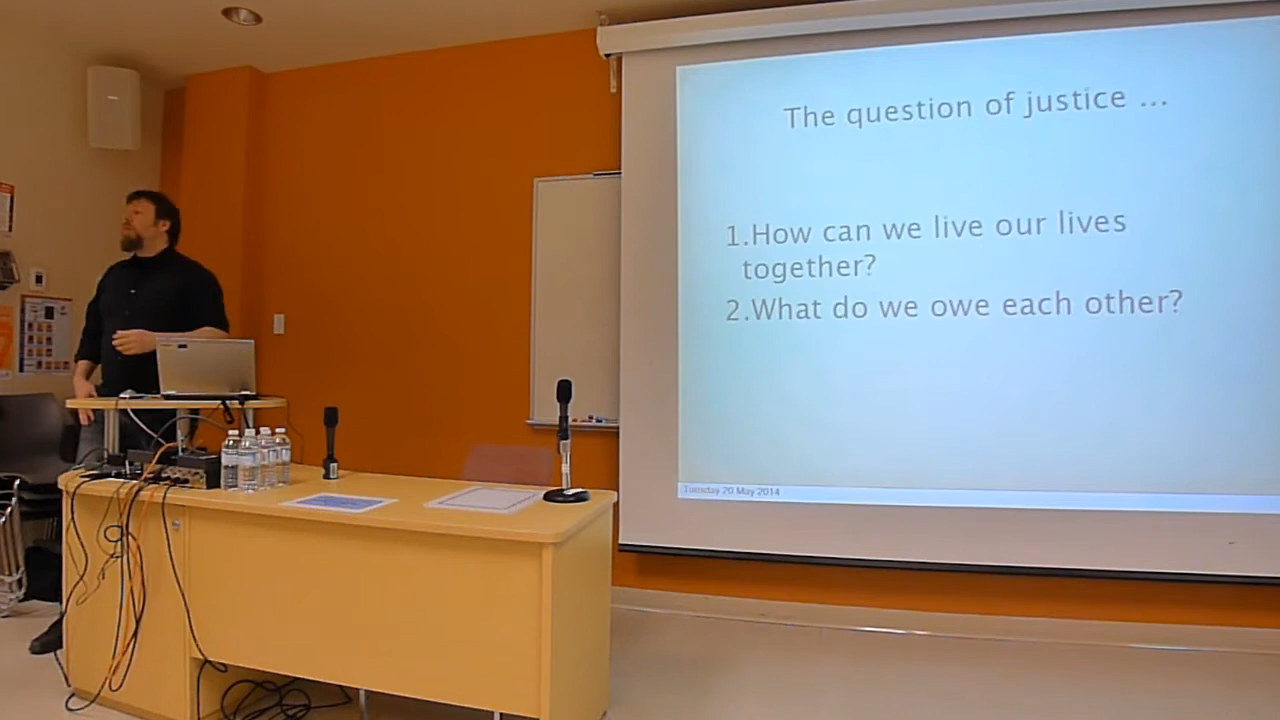 The question of justice ...
1.How can we live our lives
together?
2.What do we owe each other?
Tuesday 20 May 2014